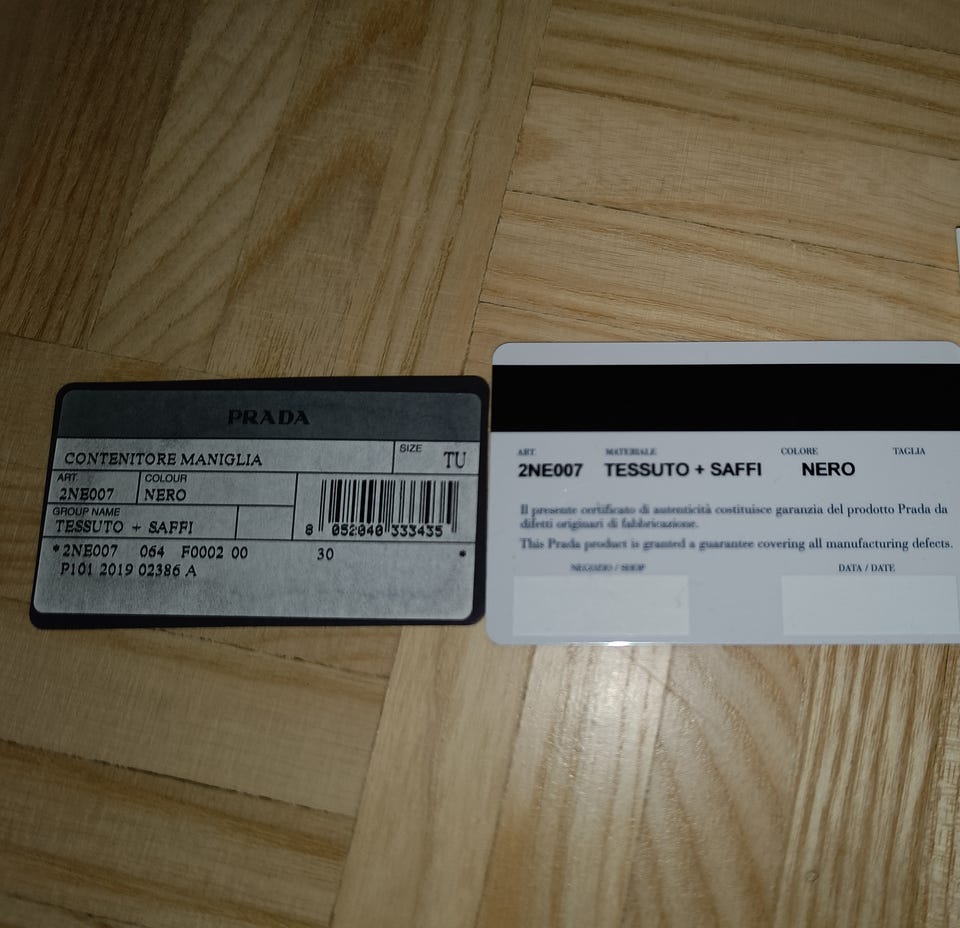 PRADA
CONTENITORE MANIGLIA
SIZE
TU
ART.
2NE007
COLOUR
NERO
GROUP NAME
TESSUTO + SAFFI
8 052040 333435
*2NE007 064 F0002 00 30 *
P101 2019 02386 A
ART. MATERIALE COLORE TAGLIA
2NE007 TESSUTO + SAFFI NERO
Il presente certificato di autenticità costituisce garanzia del prodotto Prada da
difetti originari di fabbricazione.
This Prada product is granted a guarantee covering all manufacturing defects.
NEGOZIO / SHOP DATA / DATE